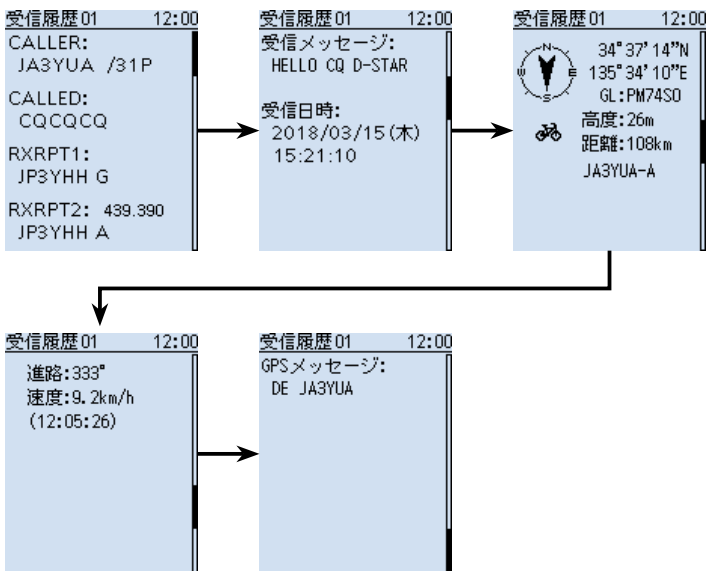 受信履歴01 12:00
CALLER:
JA3YUA /31P
CALLED:
CQCQCQ
RXRPT1:
JP3YHH G
RXRPT2: 439.390
JP3YHH A
受信履歴01 12:00
受信メッセージ:
HELLO CQ D-STAR
受信日時:
2018/03/15(木)
15:21:10
受信履歴01 12:00
N
W E
S
34°37'14”N
135°34'10”E
GL:PM74SO
高度:26m
距離:108km
JA3YUA-A
受信履歴01 12:00
進路:333°
速度:9.2km/h
(12:05:26)
受信履歴01 12:00
GPSメッセージ:
DE JA3YUA